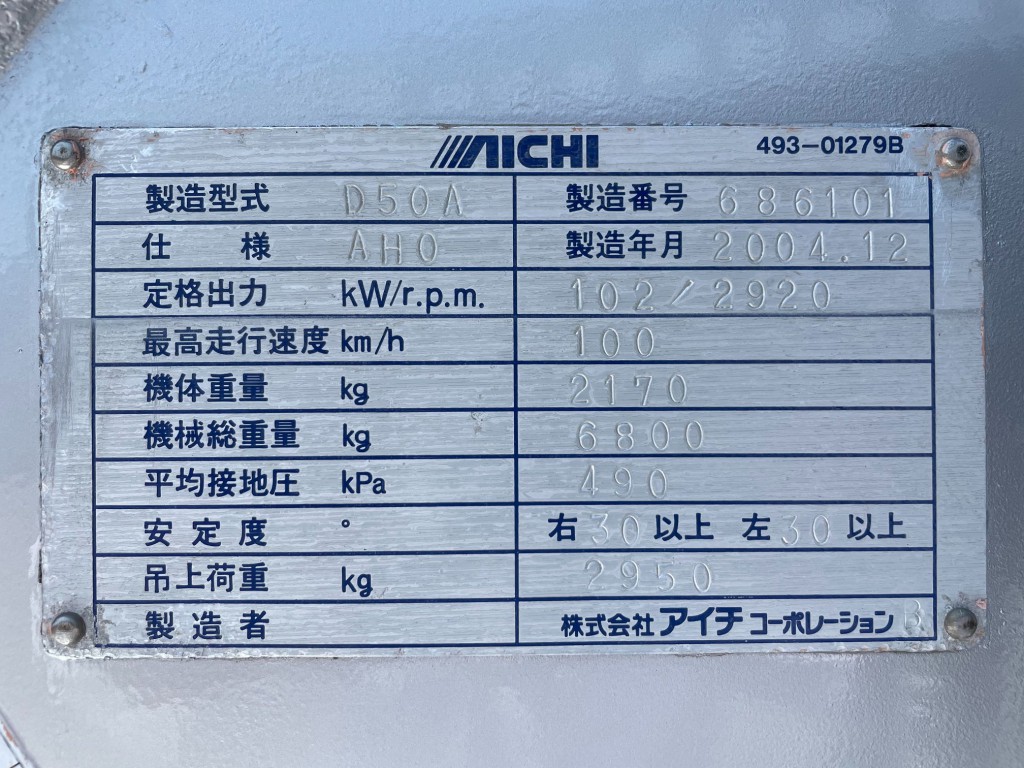 AICHI 493-01279B
製造型式 D50A 製造番号 686101
仕様 AHO 製造年月 2004.12
定格出力 kW/r.p.m. 102/2920
最高走行速度 km/h 100
機体重量 kg 2170
機械総重量 kg 6800
平均接地圧 kPa 490
安定度 ° 右30以上 左30以上
吊上荷重 kg 2950
製造者 株式会社アイチコーポレーション B